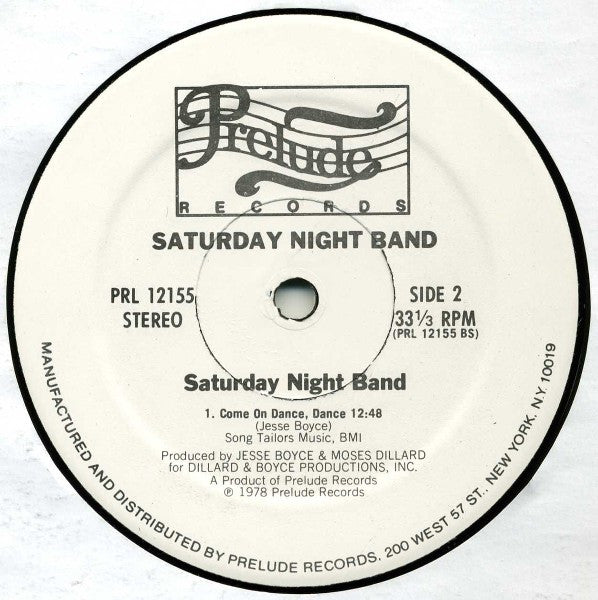 Prelude
RECORDS
SATURDAY NIGHT BAND
PRL 12155
STEREO
SIDE 2
33⅓ RPM
(PRL 12155 BS)
Saturday Night Band
1. Come On Dance, Dance 12:48
(Jesse Boyce)
Song Tailors Music, BMI
Produced by JESSE BOYCE & MOSES DILLARD
for DILLARD & BOYCE PRODUCTIONS, INC.
A Product of Prelude Records
℗ 1978 Prelude Records
MANUFACTURED AND DISTRIBUTED BY PRELUDE RECORDS, 200 WEST 57 ST., NEW YORK. N.Y. 10019